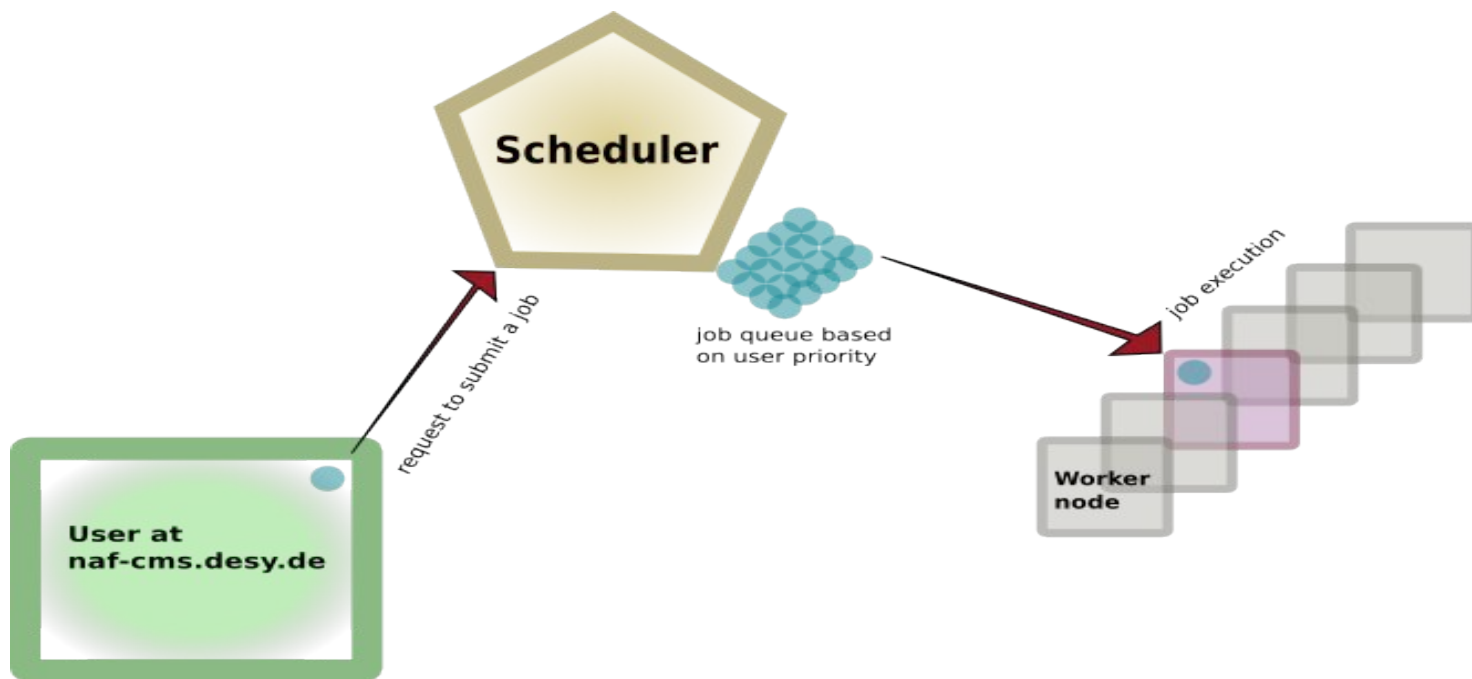 Scheduler
request to submit a job
job queue based
on user priority
job execution
Worker
node
User at
naf-cms.desy.de